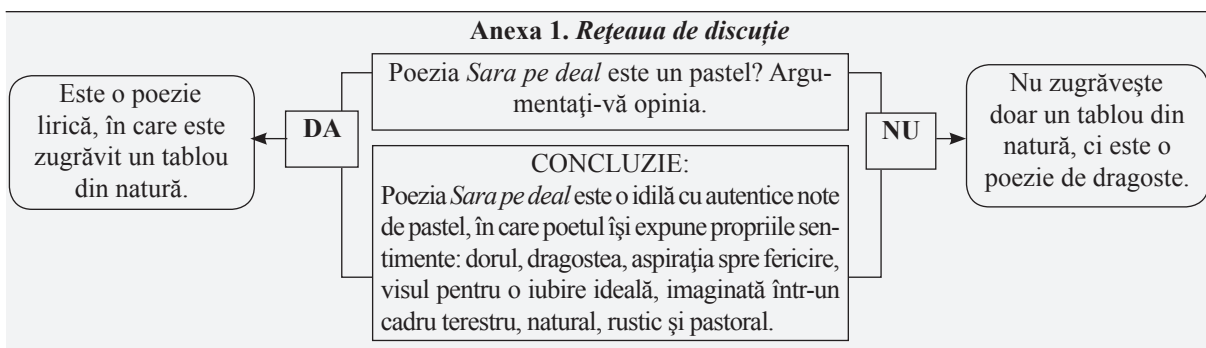 Anexa 1. Reţeaua de discuție
Poezia Sara pe deal este un pastel? Argu-
mentaţi-vă opinia.
DA
Este o poezie
lirică, în care este
zugrăvit un tablou
din natură.
NU
Nu zugrăveşte
doar un tablou din
natură, ci este o
poezie de dragoste.
CONCLUZIE:
Poezia Sara pe deal este o idilă cu autentice note
de pastel, în care poetul îşi expune propriile sen-
timente: dorul, dragostea, aspiraţia spre fericire,
visul pentru o iubire ideală, imaginată într-un
cadru terestru, natural, rustic şi pastoral.